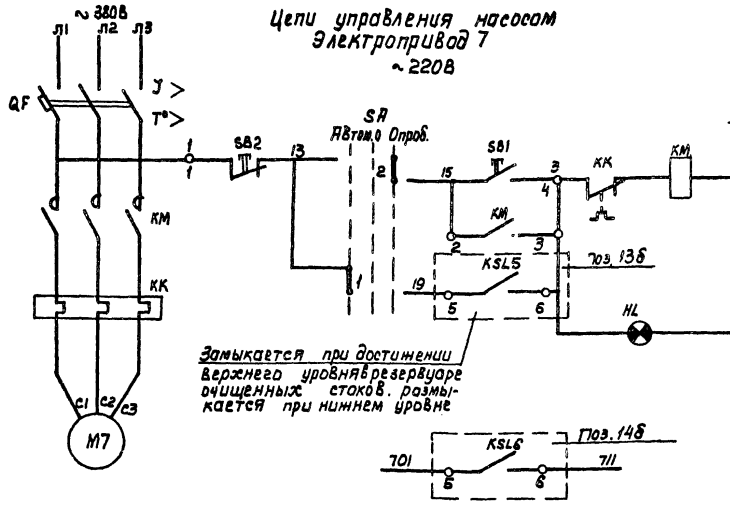 Цепи управления насосом
Электропривод 7
~220В
~380В
Л1 Л2 Л3
QF
J >
T° >
SA
Автом. 0 Опроб.
1
1
SB2
13
2
15
SB1
3
4
KK
KM
KM
KM
2
3
KSL5
Поз. 13б
1
19
5
6
KK
HL
Замыкается при достижении
верхнего уровня в резервуаре
очищенных стоков. размы-
кается при нижнем уровне
C1 C2 C3
М7
KSL6
Поз. 14б
701
5
6
711